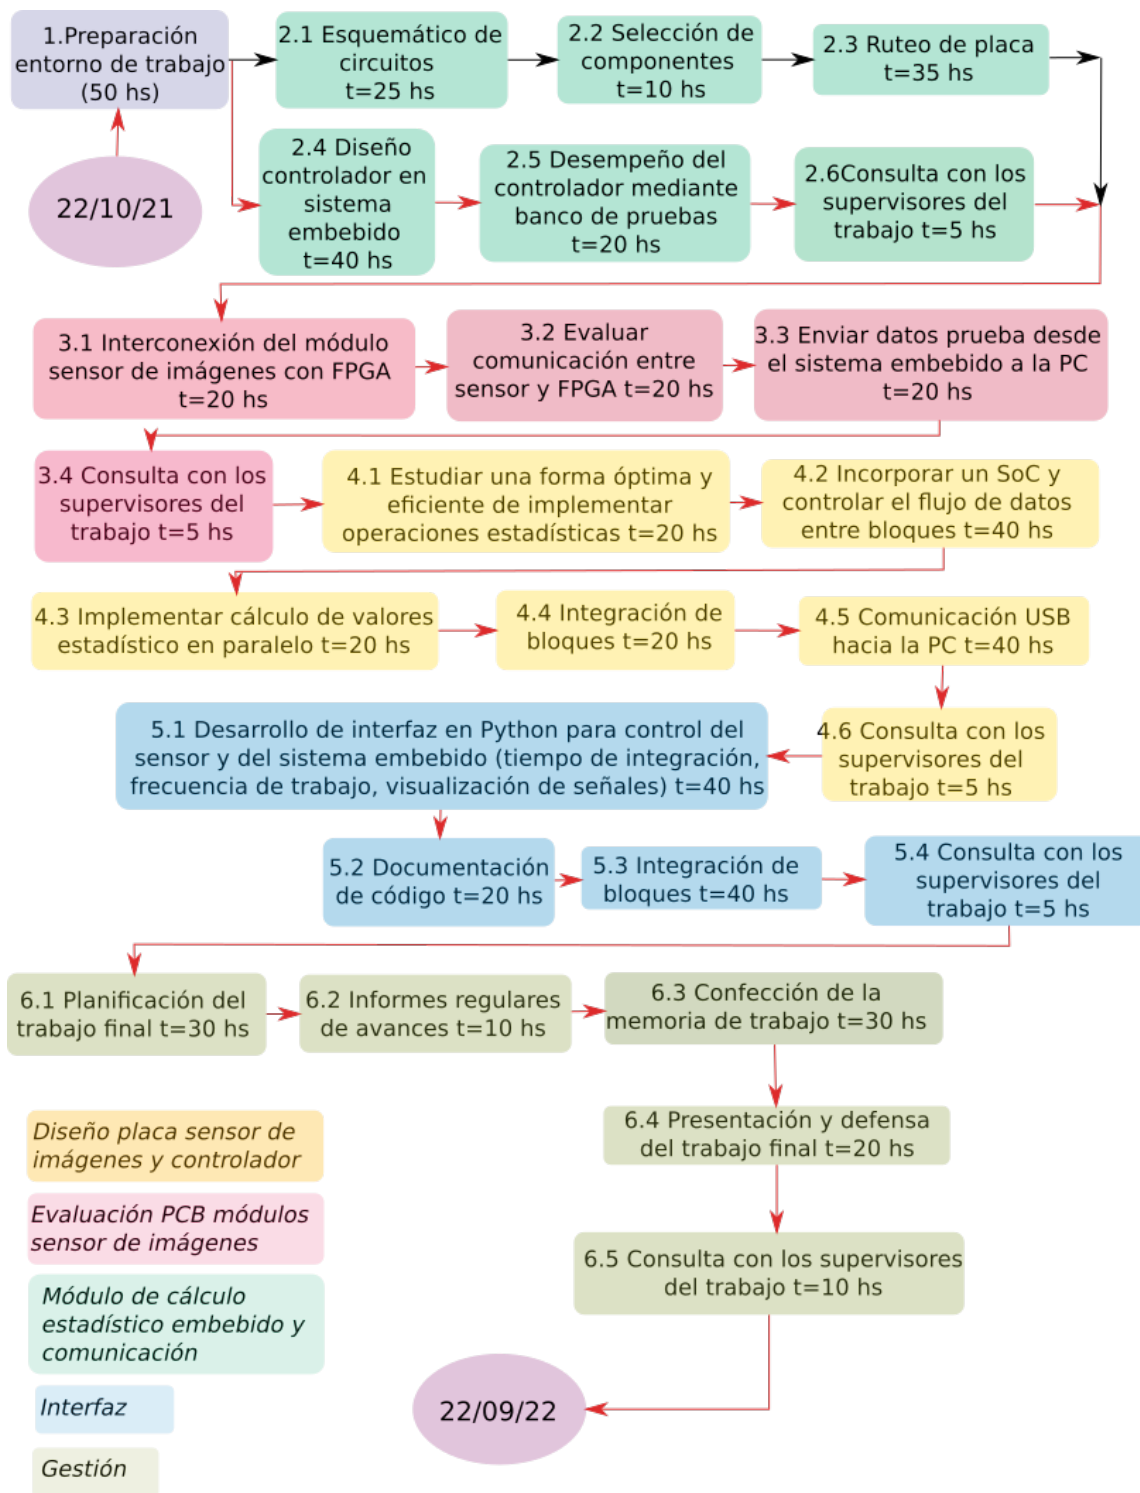 1.Preparación
entorno de trabajo
(50 hs)
2.1 Esquemático de
circuitos
t=25 hs
2.2 Selección de
componentes
t=10 hs
2.3 Ruteo de placa
t=35 hs
22/10/21
2.4 Diseño
controlador en
sistema
embebido
t=40 hs
2.5 Desempeño del
controlador mediante
banco de pruebas
t=20 hs
2.6Consulta con los
supervisores del
trabajo t=5 hs
3.1 Interconexión del módulo
sensor de imágenes con FPGA
t=20 hs
3.2 Evaluar
comunicación entre
sensor y FPGA t=20 hs
3.3 Enviar datos prueba desde
el sistema embebido a la PC
t=20 hs
3.4 Consulta con los
supervisores del
trabajo t=5 hs
4.1 Estudiar una forma óptima y
eficiente de implementar
operaciones estadísticas t=20 hs
4.2 Incorporar un SoC y
controlar el flujo de datos
entre bloques t=40 hs
4.3 Implementar cálculo de valores
estadístico en paralelo t=20 hs
4.4 Integración de
bloques t=20 hs
4.5 Comunicación USB
hacia la PC t=40 hs
5.1 Desarrollo de interfaz en Python para control del
sensor y del sistema embebido (tiempo de integración,
frecuencia de trabajo, visualización de señales) t=40 hs
4.6 Consulta con los
supervisores del
trabajo t=5 hs
5.2 Documentación
de código t=20 hs
5.3 Integración de
bloques t=40 hs
5.4 Consulta con los
supervisores del
trabajo t=5 hs
6.1 Planificación del
trabajo final t=30 hs
6.2 Informes regulares
de avances t=10 hs
6.3 Confección de la
memoria de trabajo t=30 hs
6.4 Presentación y defensa
del trabajo final t=20 hs
6.5 Consulta con los supervisores
del trabajo t=10 hs
22/09/22
Diseño placa sensor de
imágenes y controlador
Evaluación PCB módulos
sensor de imágenes
Módulo de cálculo
estadístico embebido y
comunicación
Interfaz
Gestión